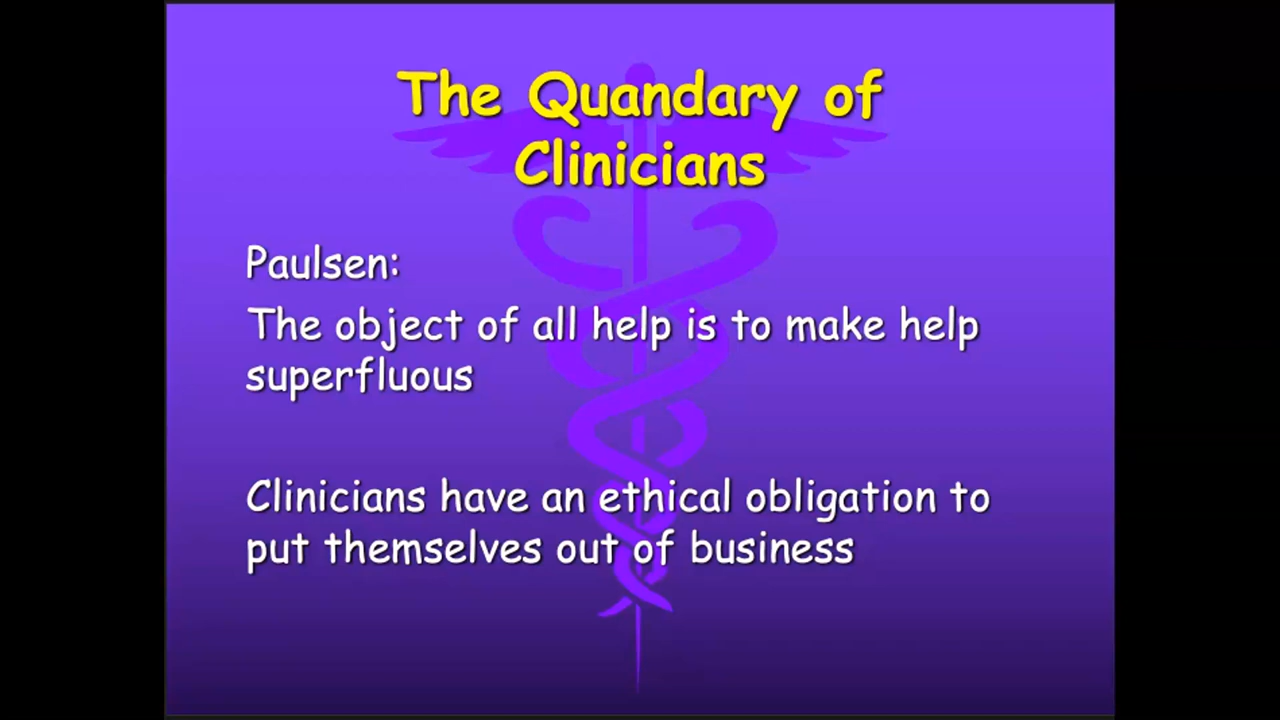 The Quandary of
Clinicians
Paulsen:
The object of all help is to make help
superfluous
Clinicians have an ethical obligation to
put themselves out of business